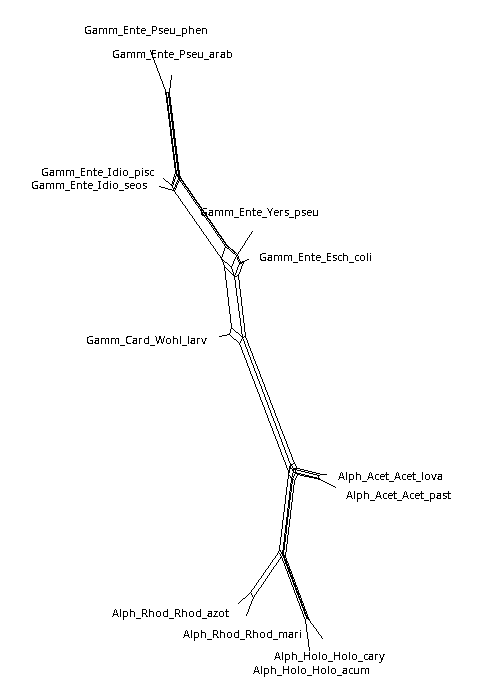 Gamm_Ente_Pseu_phen
Gamm_Ente_Pseu_arab
Gamm_Ente_Idio_pisc
Gamm_Ente_Idio_seos
Gamm_Ente_Yers_pseu
Gamm_Ente_Esch_coli
Gamm_Card_Wohl_larv
Alph_Acet_Acet_lova
Alph_Acet_Acet_past
Alph_Rhod_Rhod_azot
Alph_Rhod_Rhod_mari
Alph_Holo_Holo_cary
Alph_Holo_Holo_acum